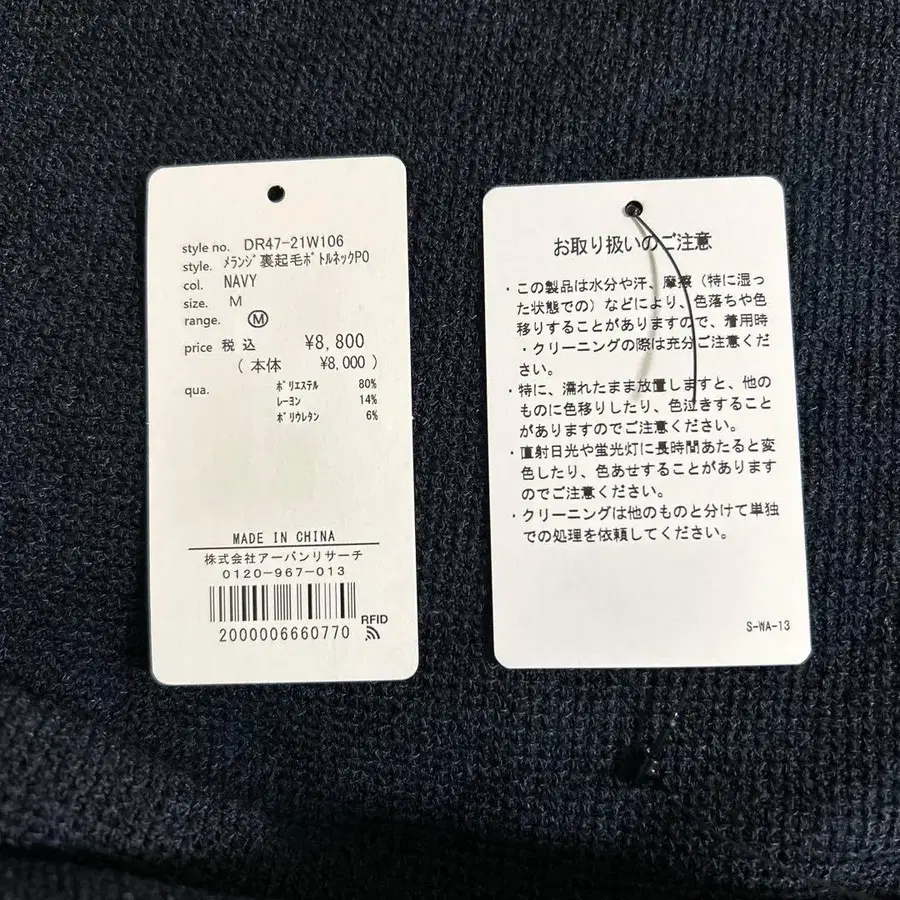 style no. DR47-21W106
style. ﾒﾗﾝｼﾞ裏起毛ﾎﾞﾄﾙネックPO
col. NAVY
size. M
range. Ⓜ
price 税込 ¥8,800
(本体 ¥8,000)
qua. ﾎﾟﾘｴｽﾃﾙ 80%
ﾚｰﾖﾝ 14%
ﾎﾟﾘｳﾚﾀﾝ 6%
MADE IN CHINA
株式会社アーバンリサーチ
0120-967-013
RFID
2000006660770
お取り扱いのご注意
・この製品は水分や汗、摩擦（特に湿っ
た状態での）などにより、色落ちや色
移りすることがありますので、着用時
・クリーニングの際は充分ご注意くだ
さい。
・特に、濡れたまま放置しますと、他の
ものに色移りしたり、色泣きすること
がありますのでご注意ください。
・直射日光や蛍光灯に長時間あたると変
色したり、色あせすることがあります
のでご注意ください。
・クリーニングは他のものと分けて単独
での処理を依頼してください。
S-WA-13